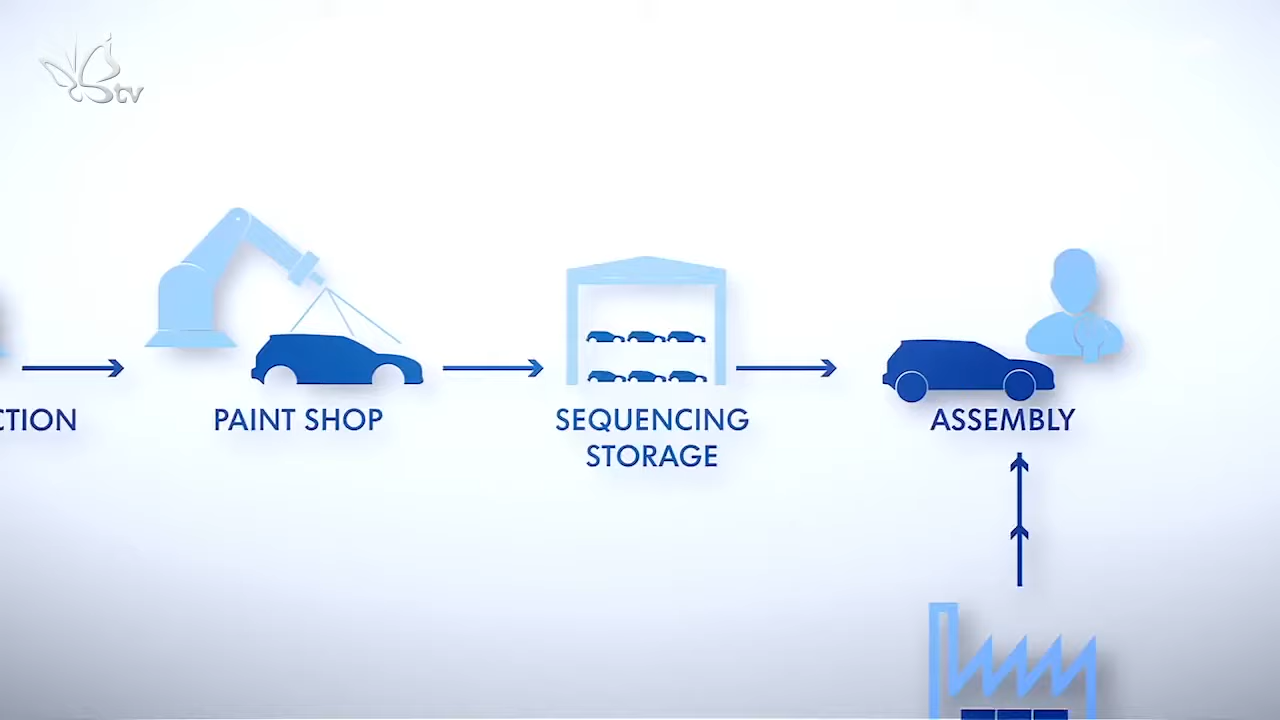 tv
CTION
PAINT SHOP
SEQUENCING
STORAGE
ASSEMBLY